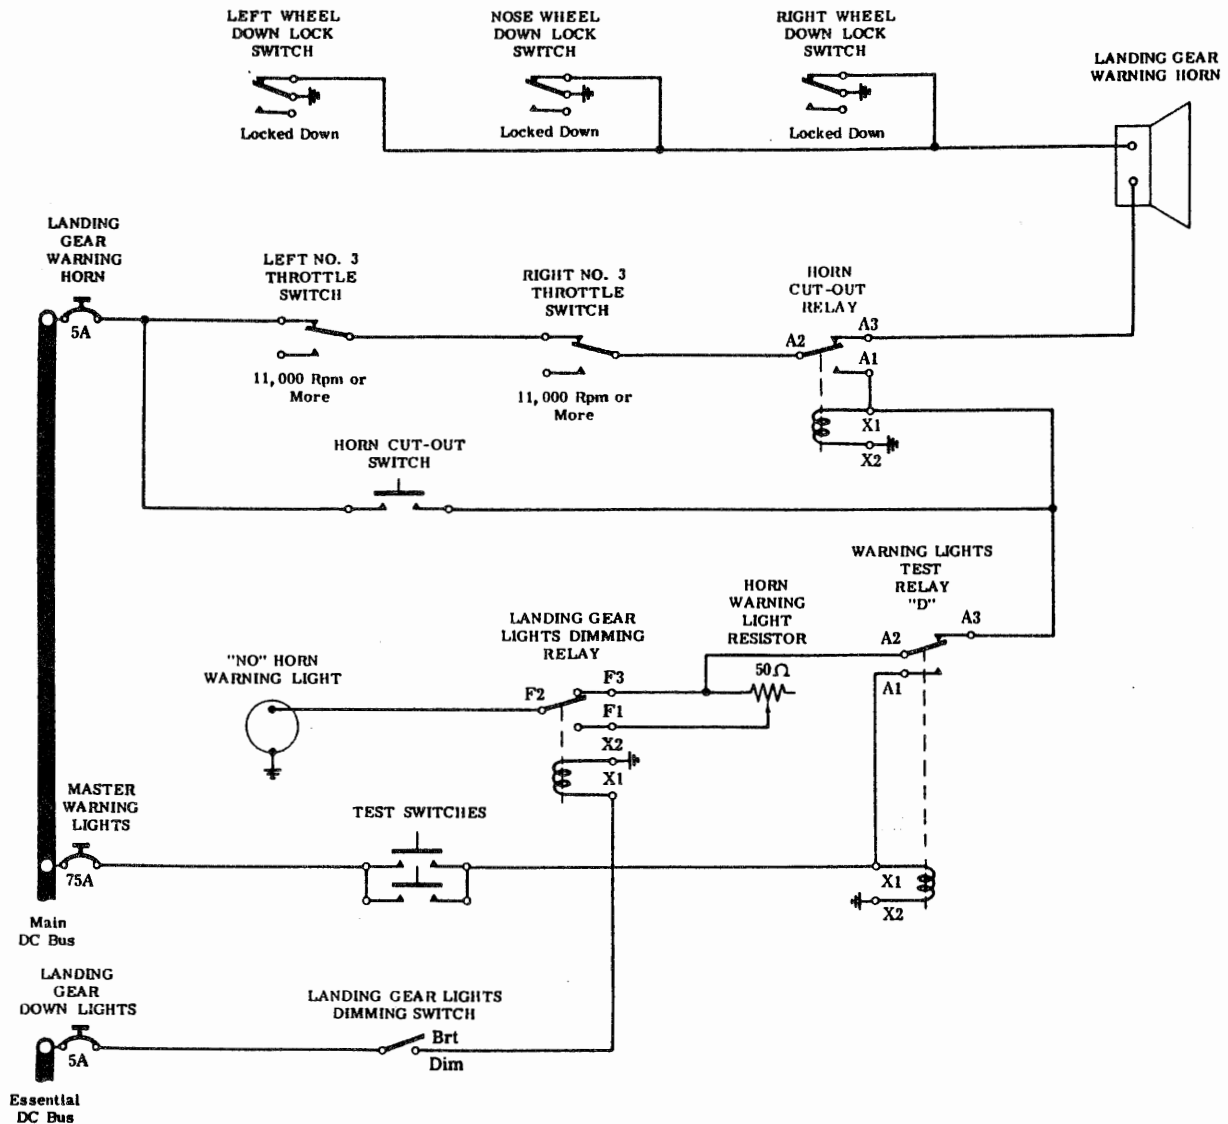 LEFT WHEEL
DOWN LOCK
SWITCH
NOSE WHEEL
DOWN LOCK
SWITCH
RIGHT WHEEL
DOWN LOCK
SWITCH
LANDING GEAR
WARNING HORN
Locked Down
Locked Down
Locked Down
LANDING
GEAR
WARNING
HORN
5A
LEFT NO. 3
THROTTLE
SWITCH
11,000 Rpm or
More
RIGHT NO. 3
THROTTLE
SWITCH
11,000 Rpm or
More
HORN
CUT-OUT
RELAY
A2
A3
A1
X1
X2
HORN CUT-OUT
SWITCH
WARNING LIGHTS
TEST
RELAY
"D"
A3
A2
A1
HORN
WARNING
LIGHT
RESISTOR
50Ω
LANDING GEAR
LIGHTS DIMMING
RELAY
F2
F3
F1
X2
X1
"NO" HORN
WARNING LIGHT
MASTER
WARNING
LIGHTS
75A
TEST SWITCHES
X1
X2
Main
DC Bus
LANDING
GEAR
DOWN LIGHTS
5A
LANDING GEAR LIGHTS
DIMMING SWITCH
Brt
Dim
Essential
DC Bus